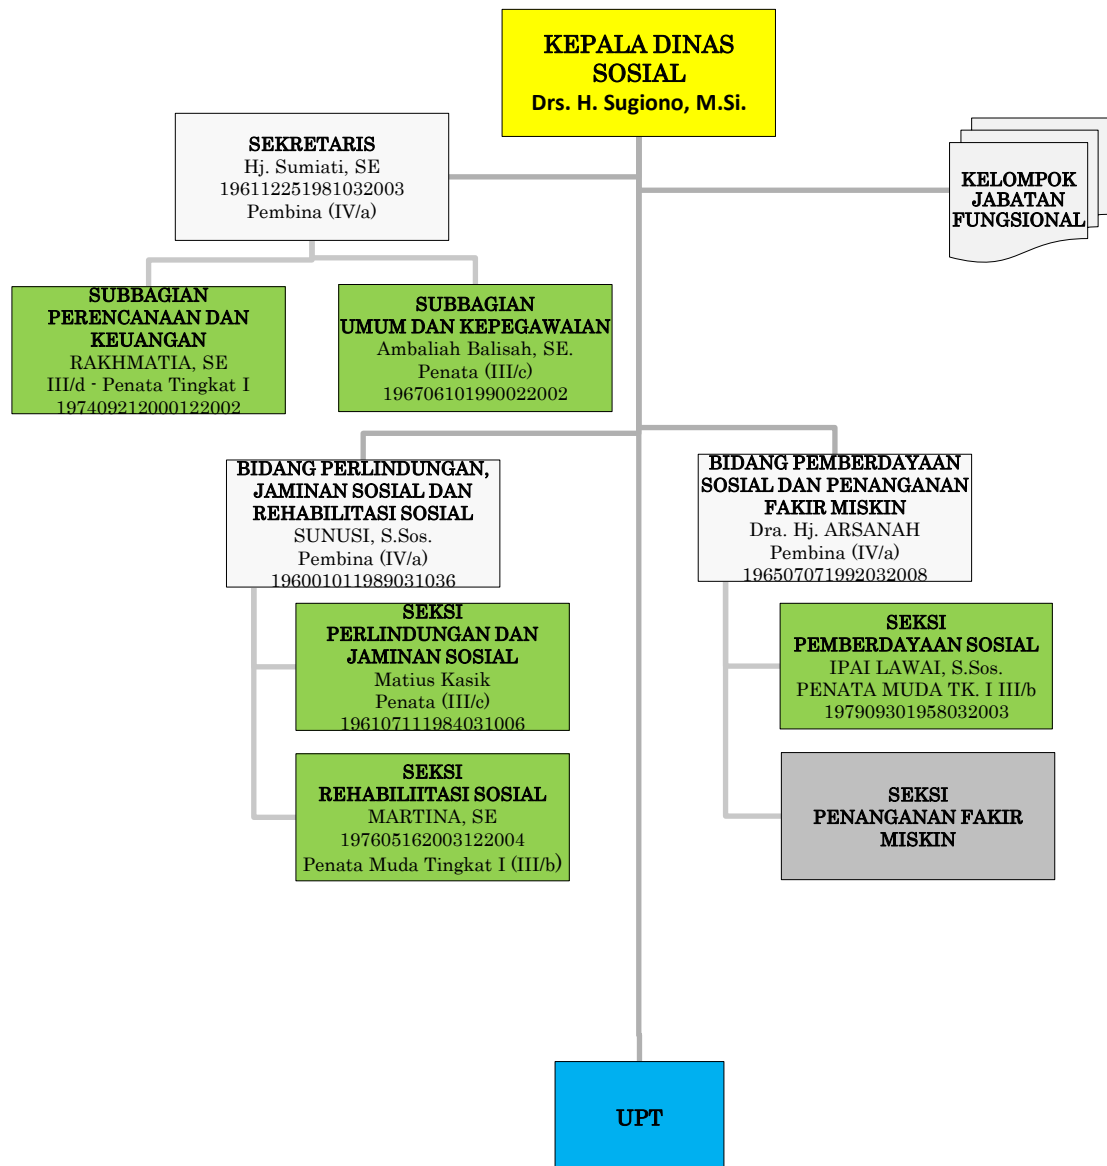 KEPALA DINAS
SOSIAL
Drs. H. Sugiono, M.Si.
SEKRETARIS
Hj. Sumiati, SE
196112251981032003
Pembina (IV/a)
KELOMPOK
JABATAN
FUNGSIONAL
SUBBAGIAN
PERENCANAAN DAN
KEUANGAN
RAKHMATIA, SE
III/d - Penata Tingkat I
197409212000122002
SUBBAGIAN
UMUM DAN KEPEGAWAIAN
Ambaliah Balisah, SE.
Penata (III/c)
196706101990022002
BIDANG PERLINDUNGAN,
JAMINAN SOSIAL DAN
REHABILITASI SOSIAL
SUNUSI, S.Sos.
Pembina (IV/a)
196001011989031036
BIDANG PEMBERDAYAAN
SOSIAL DAN PENANGANAN
FAKIR MISKIN
Dra. Hj. ARSANAH
Pembina (IV/a)
196507071992032008
SEKSI
PERLINDUNGAN DAN
JAMINAN SOSIAL
Matius Kasik
Penata (III/c)
196107111984031006
SEKSI
PEMBERDAYAAN SOSIAL
IPAI LAWAI, S.Sos.
PENATA MUDA TK. I III/b
197909301958032003
SEKSI
REHABILIITASI SOSIAL
MARTINA, SE
197605162003122004
Penata Muda Tingkat I (III/b)
SEKSI
PENANGANAN FAKIR
MISKIN
UPT